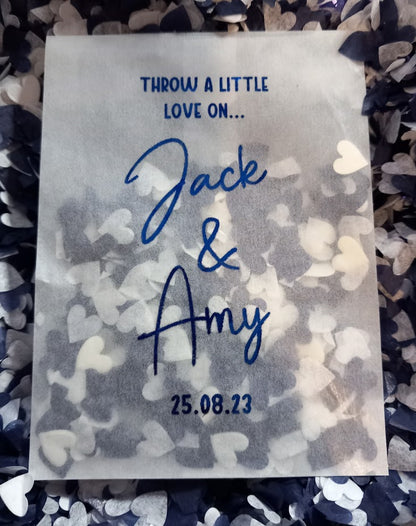 THROW A LITTLE
LOVE ON...
Jack
&
Amy
25.08.23